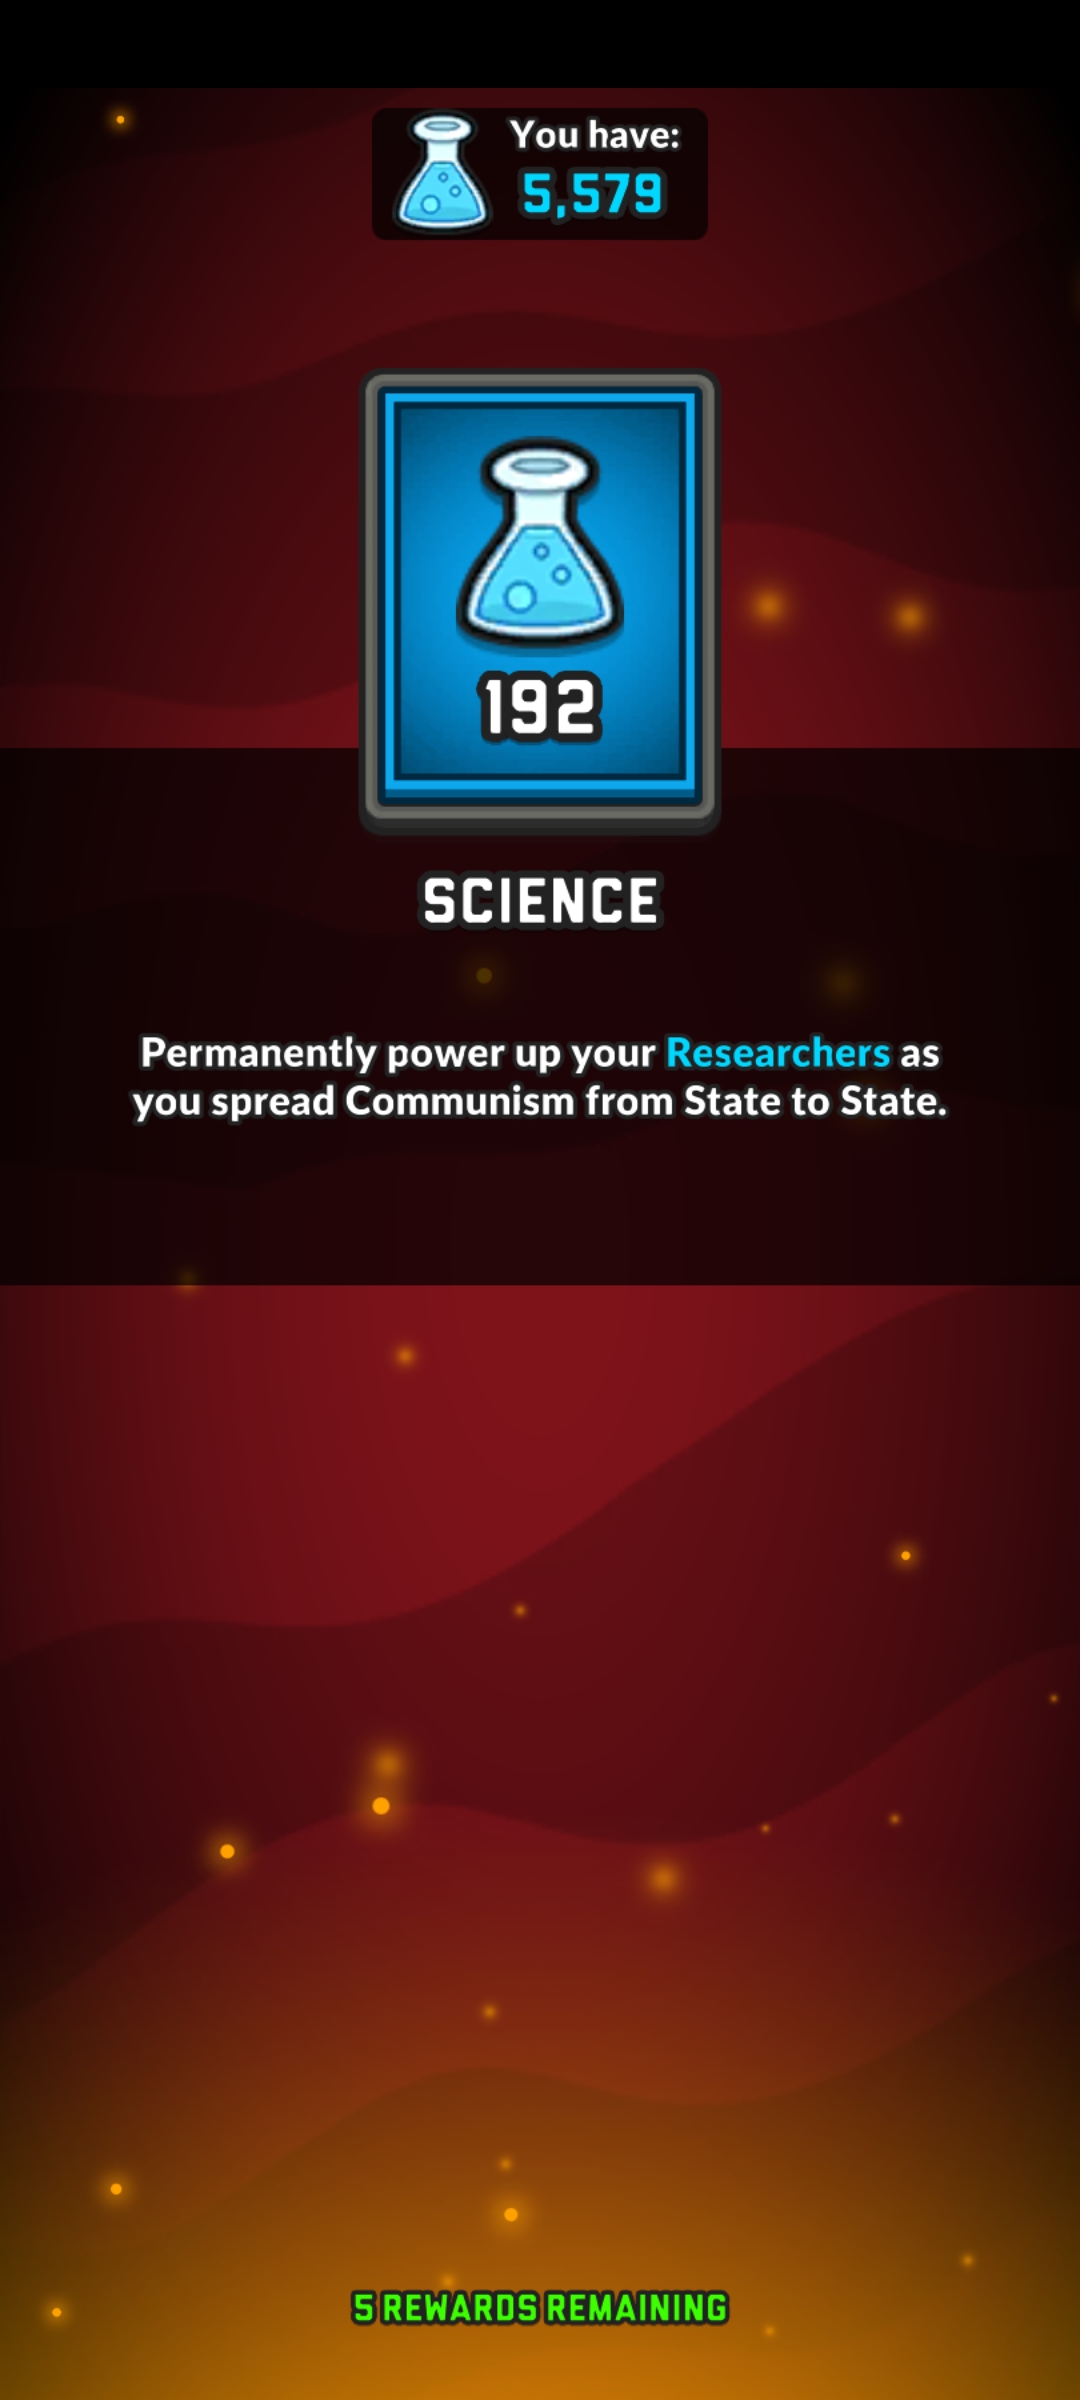 You have:
5,579
192
SCIENCE
Permanently power up your Researchers as
you spread Communism from State to State.
5 REWARDS REMAINING